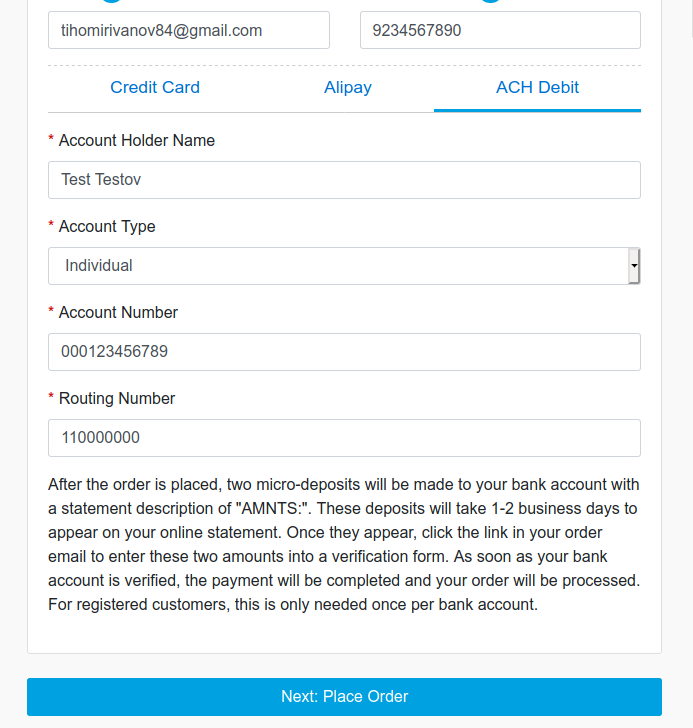 tihomirivanov84@gmail.com 9234567890
Credit Card Alipay ACH Debit
* Account Holder Name
Test Testov
* Account Type
Individual
* Account Number
000123456789
* Routing Number
110000000
After the order is placed, two micro-deposits will be made to your bank account with
a statement description of "AMNTS:". These deposits will take 1-2 business days to
appear on your online statement. Once they appear, click the link in your order
email to enter these two amounts into a verification form. As soon as your bank
account is verified, the payment will be completed and your order will be processed.
For registered customers, this is only needed once per bank account.
Next: Place Order